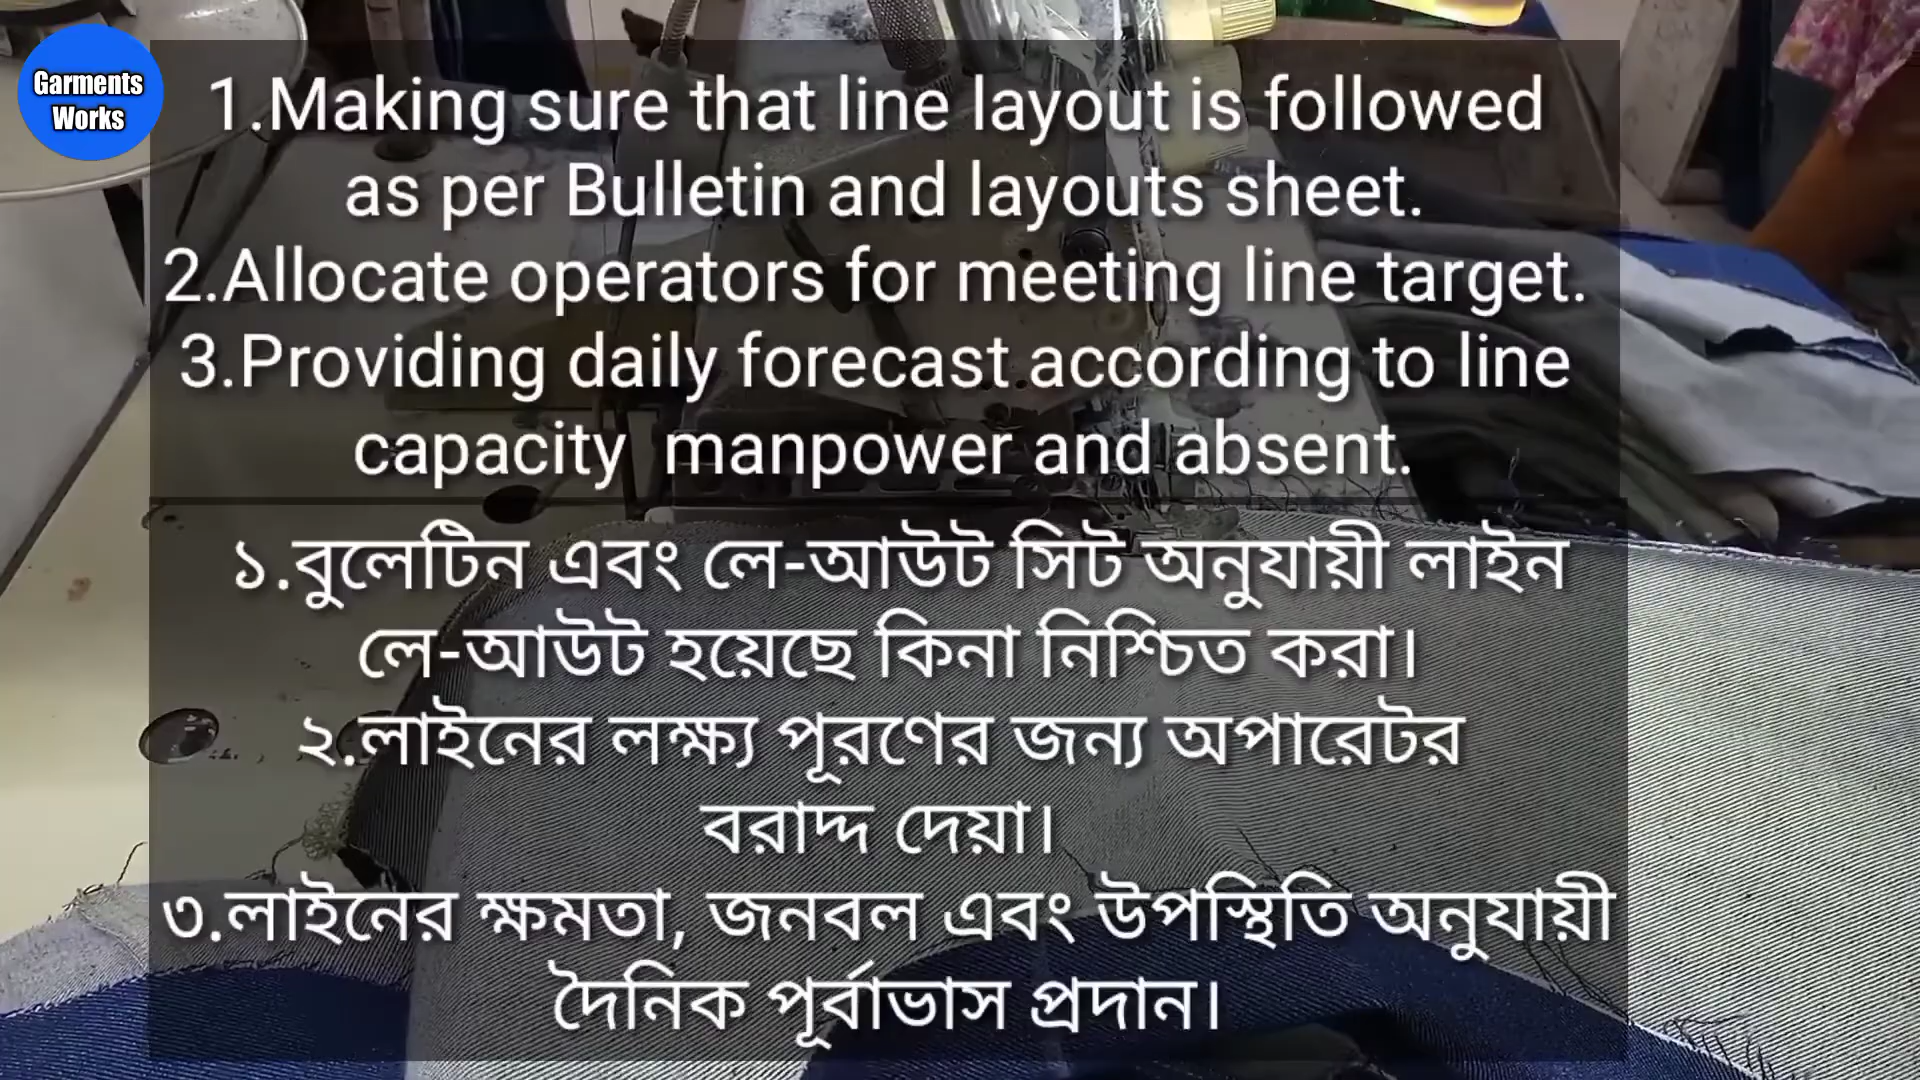 Garments
Works
1.Making sure that line layout is followed
as per Bulletin and layouts sheet.
2.Allocate operators for meeting line target.
3.Providing daily forecast according to line
capacity manpower and absent.
১.বুলেটিন এবং লে-আউট সিট অনুযায়ী লাইন
লে-আউট হয়েছে কিনা নিশ্চিত করা।
২.লাইনের লক্ষ্য পূরণের জন্য অপারেটর
বরাদ্দ দেয়া।
৩.লাইনের ক্ষমতা, জনবল এবং উপস্থিতি অনুযায়ী
দৈনিক পূর্বাভাস প্রদান।